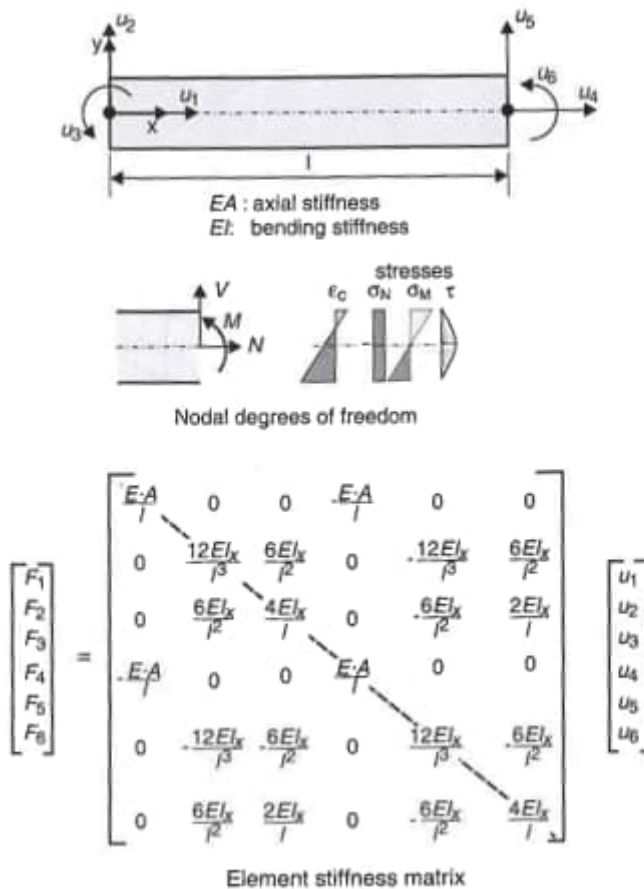 u2
y
u5
u6
u1
u4
u3
x
l
EA : axial stiffness
EI: bending stiffness
stresses
V
εc σN σM τ
M
N
Nodal degrees of freedom
E·A/l 0 0 -E·A/l 0 0
0 12EIx/l³ 6EIx/l² 0 -12EIx/l³ 6EIx/l²
0 6EIx/l² 4EIx/l 0 -6EIx/l² 2EIx/l
-E·A/l 0 0 E·A/l 0 0
0 -12EIx/l³ -6EIx/l² 0 12EIx/l³ -6EIx/l²
0 6EIx/l² 2EIx/l 0 -6EIx/l² 4EIx/l
F1
F2
F3
F4
F5
F6
=
u1
u2
u3
u4
u5
u6
Element stiffness matrix